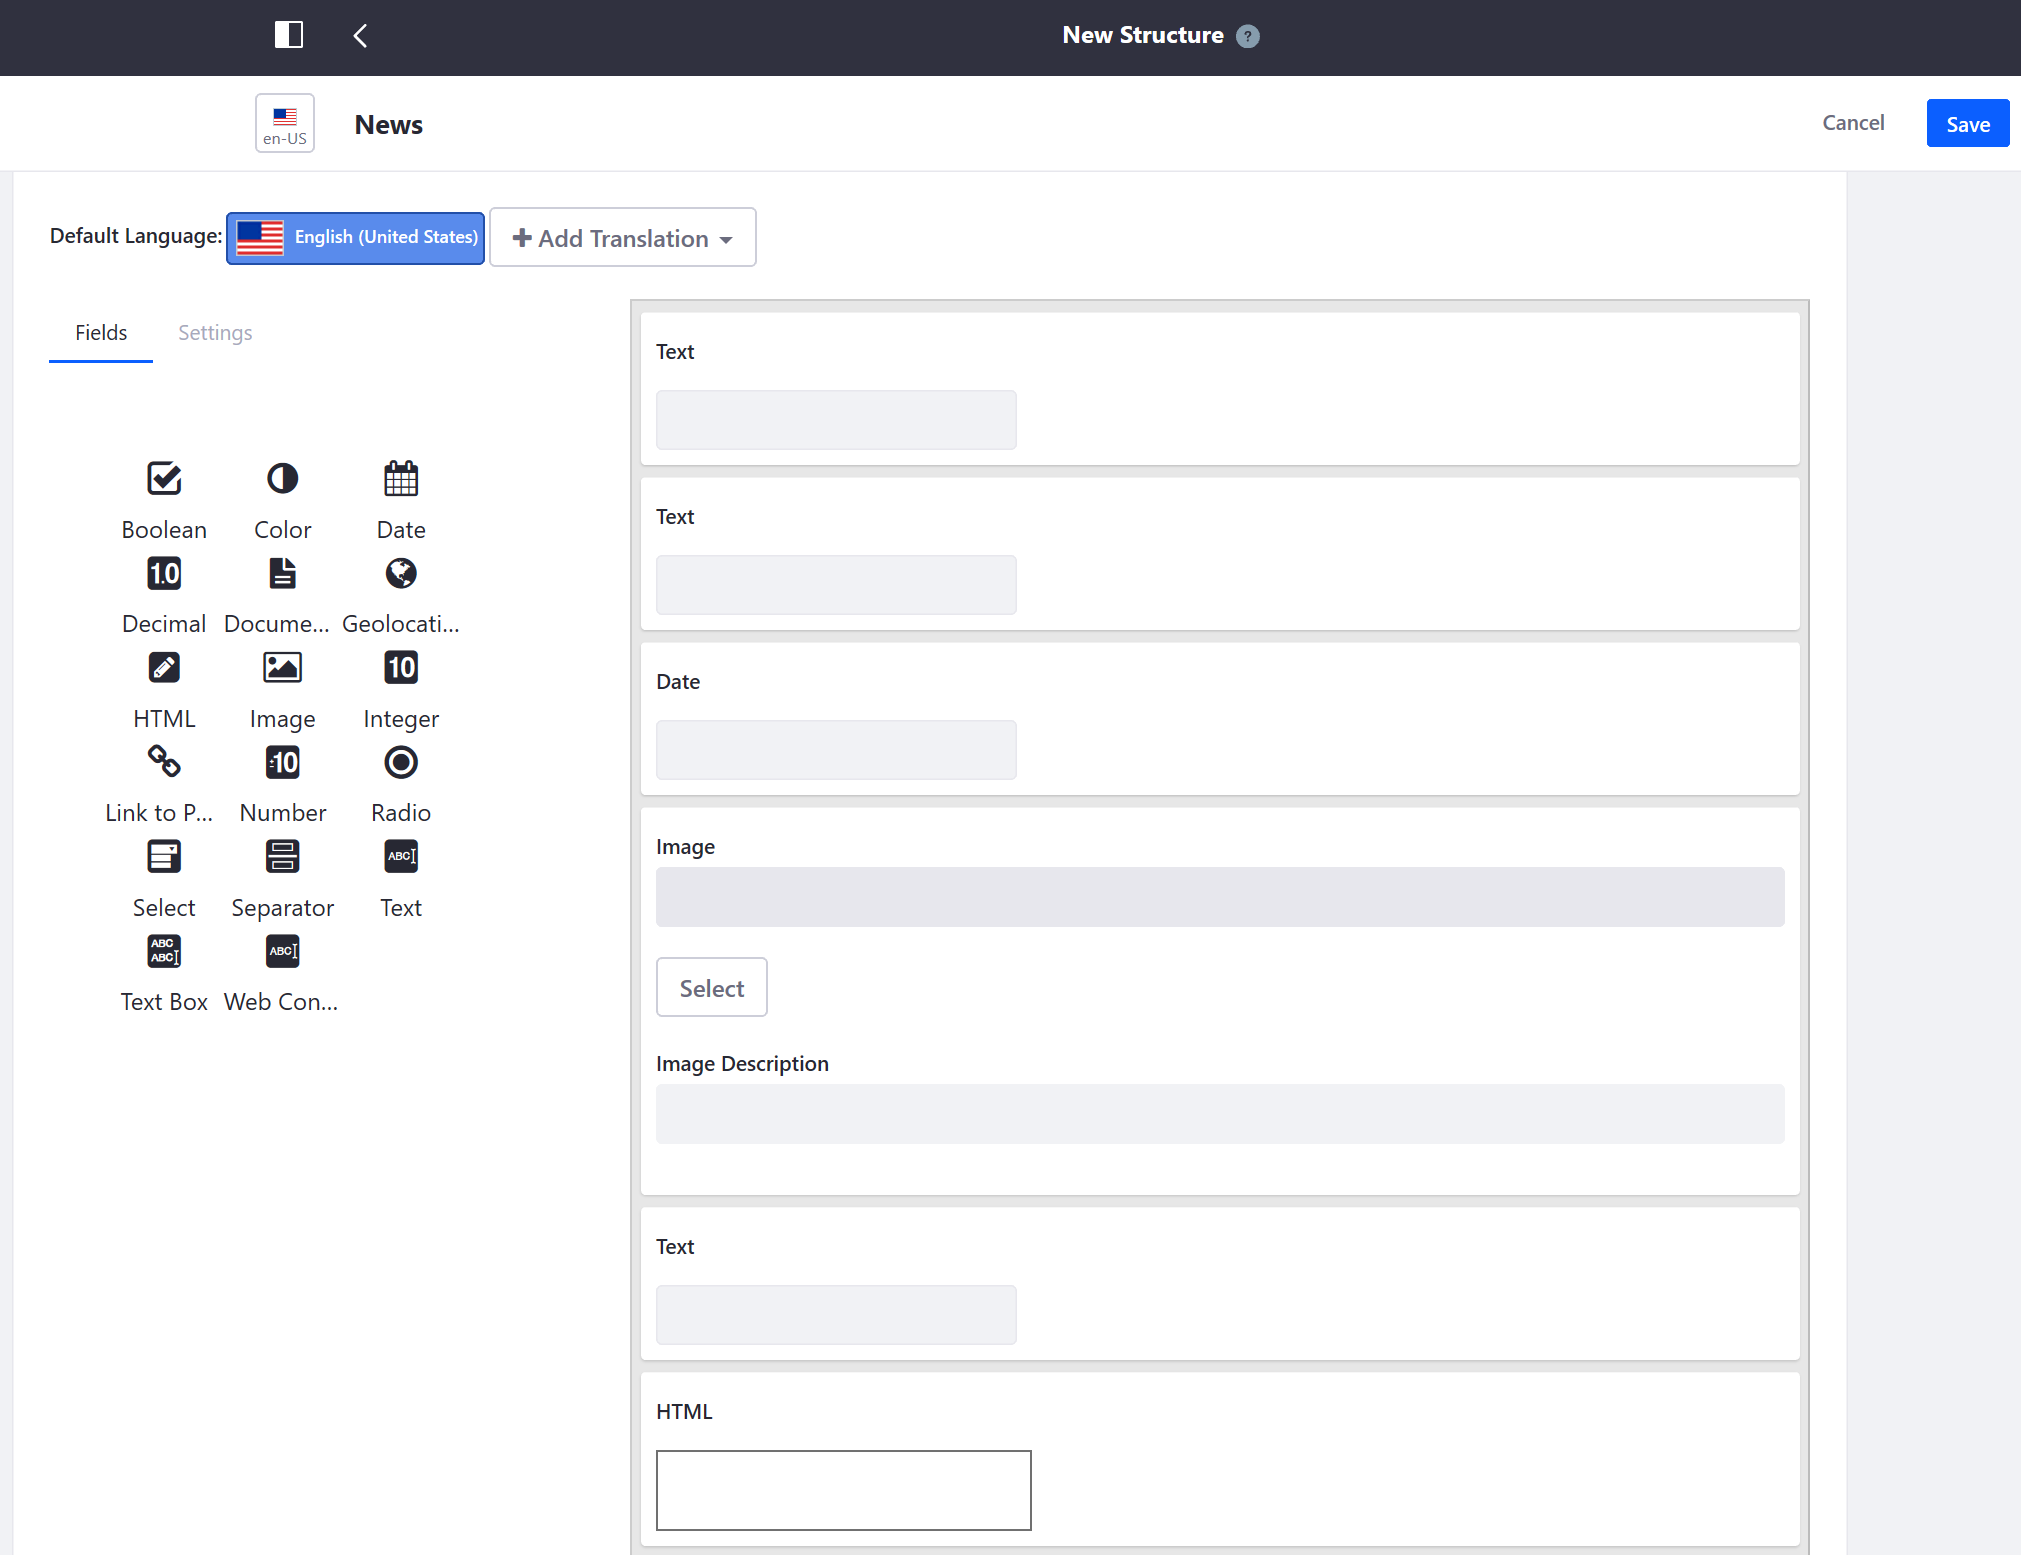 New Structure ?
en-US
News
Cancel
Save
Default Language:
English (United States)
Add Translation
Fields
Settings
Boolean
Color
Date
1.0
Decimal
Docume...
Geolocati...
10
HTML
Image
Integer
±10
Link to P...
Number
Radio
ABC
Select
Separator
Text
ABC
ABC
ABC
Text Box
Web Con...
Text
Text
Date
Image
Select
Image Description
Text
HTML